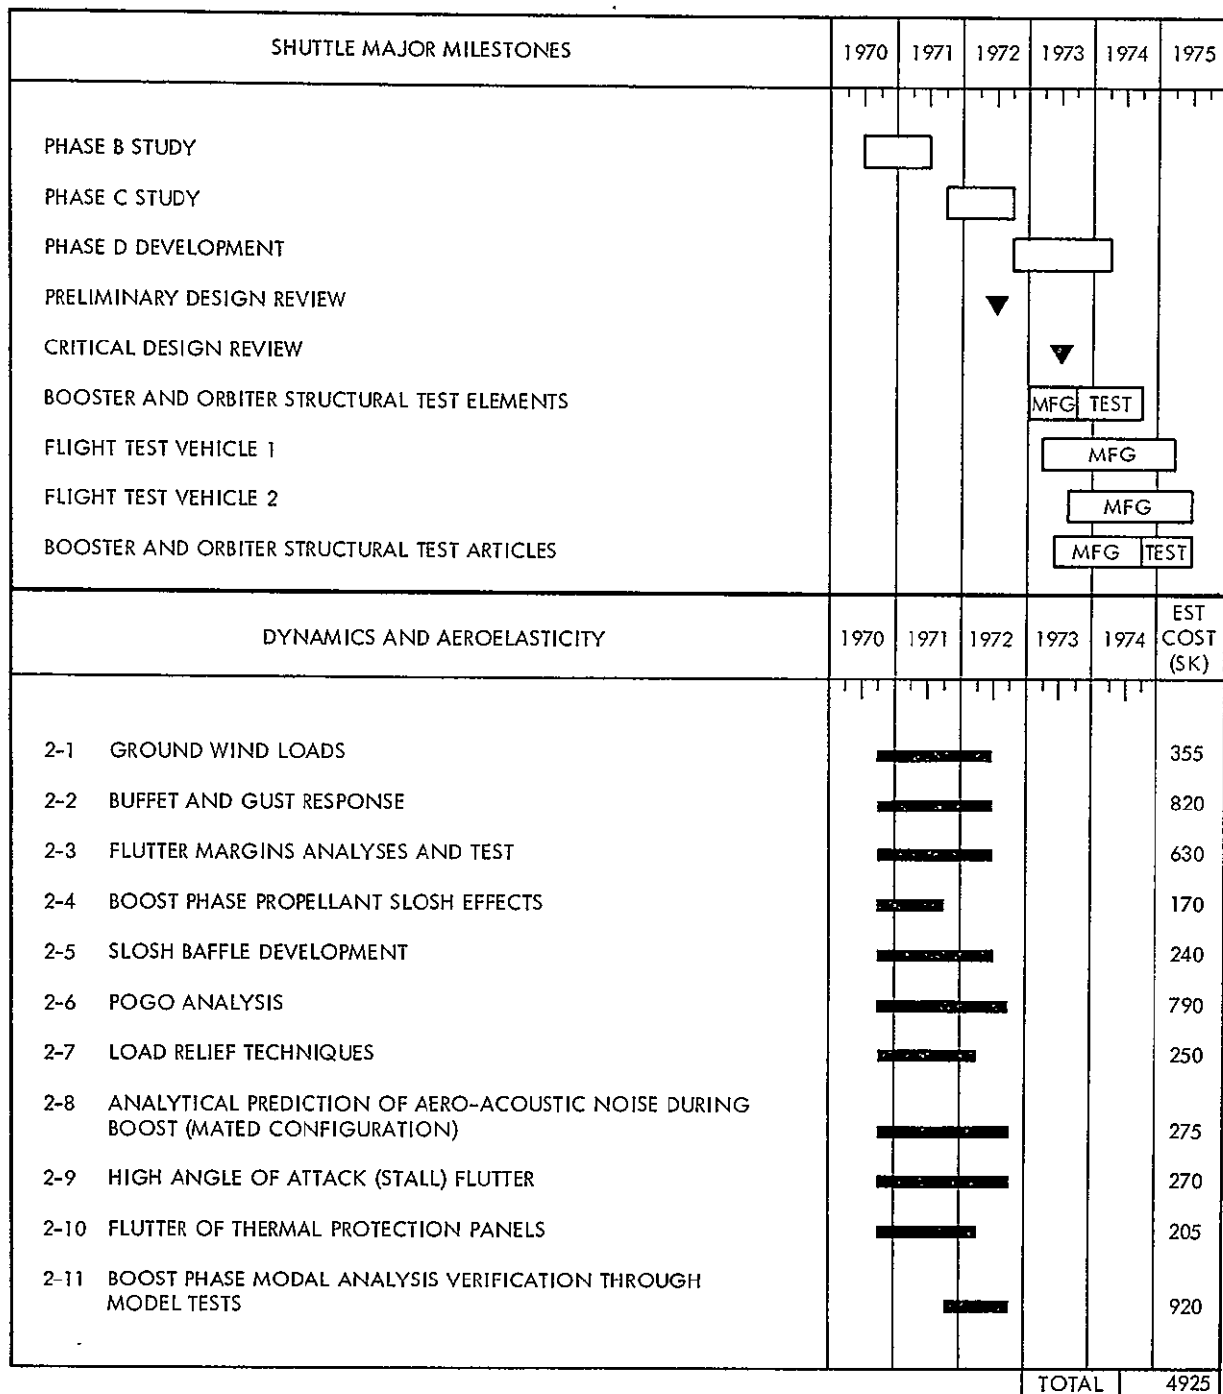 SHUTTLE MAJOR MILESTONES 1970 1971 1972 1973 1974 1975
PHASE B STUDY
PHASE C STUDY
PHASE D DEVELOPMENT
PRELIMINARY DESIGN REVIEW
CRITICAL DESIGN REVIEW
BOOSTER AND ORBITER STRUCTURAL TEST ELEMENTS MFG TEST
FLIGHT TEST VEHICLE 1 MFG
FLIGHT TEST VEHICLE 2 MFG
BOOSTER AND ORBITER STRUCTURAL TEST ARTICLES MFG TEST
DYNAMICS AND AEROELASTICITY 1970 1971 1972 1973 1974 EST
COST
(SK)
2-1 GROUND WIND LOADS 355
2-2 BUFFET AND GUST RESPONSE 820
2-3 FLUTTER MARGINS ANALYSES AND TEST 630
2-4 BOOST PHASE PROPELLANT SLOSH EFFECTS 170
2-5 SLOSH BAFFLE DEVELOPMENT 240
2-6 POGO ANALYSIS 790
2-7 LOAD RELIEF TECHNIQUES 250
2-8 ANALYTICAL PREDICTION OF AERO-ACOUSTIC NOISE DURING
BOOST (MATED CONFIGURATION) 275
2-9 HIGH ANGLE OF ATTACK (STALL) FLUTTER 270
2-10 FLUTTER OF THERMAL PROTECTION PANELS 205
2-11 BOOST PHASE MODAL ANALYSIS VERIFICATION THROUGH
MODEL TESTS 920
TOTAL 4925